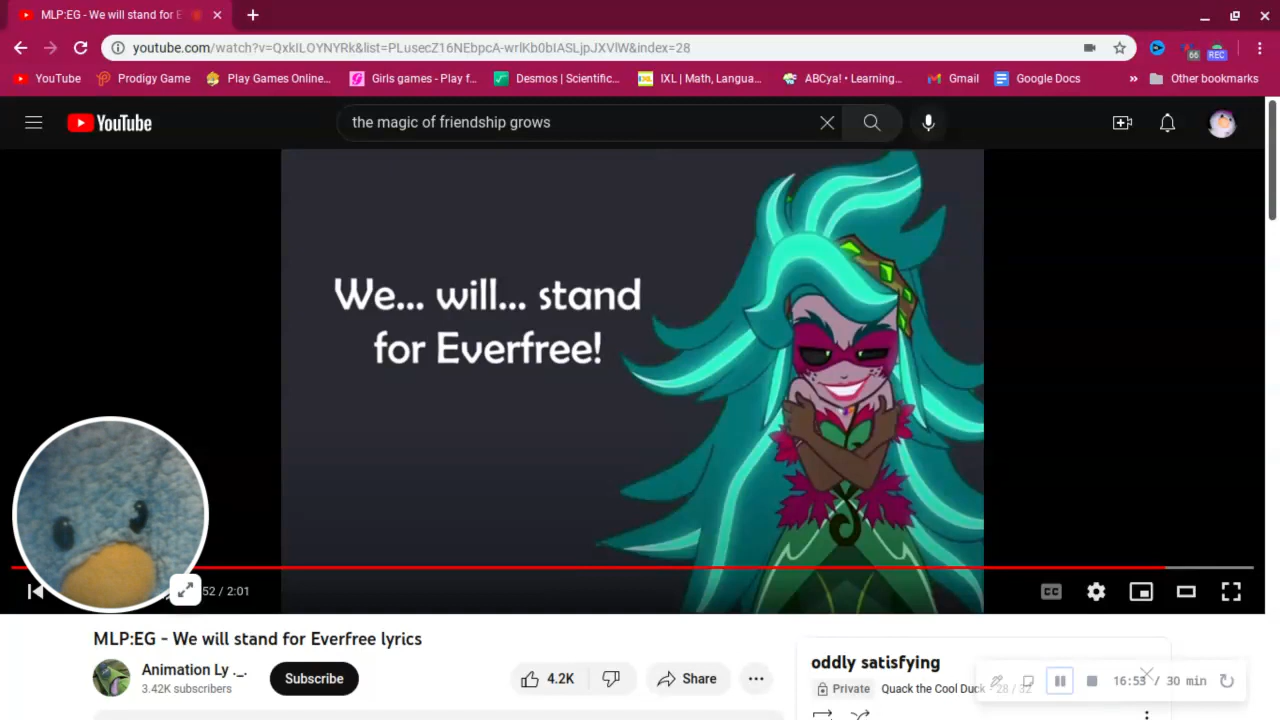 MLP:EG - We will stand for E
youtube.com/watch?v=QxkILOYNYRk&list=PLusecZ16NEbpcA-wrlKb0bIASLjpJXVlW&index=28
66
REC
YouTube
Prodigy Game
Play Games Online...
Girls games - Play f...
Desmos | Scientific...
IXL | Math, Langua...
ABCya! • Learning...
Gmail
Google Docs
»
Other bookmarks
YouTube
the magic of friendship grows
We... will... stand
for Everfree!
52 / 2:01
CC
MLP:EG - We will stand for Everfree lyrics
Animation Ly ._.
3.42K subscribers
Subscribe
4.2K
Share
oddly satisfying
Private
Quack the Cool Duck - 28 / 32
16:53 / 30 min